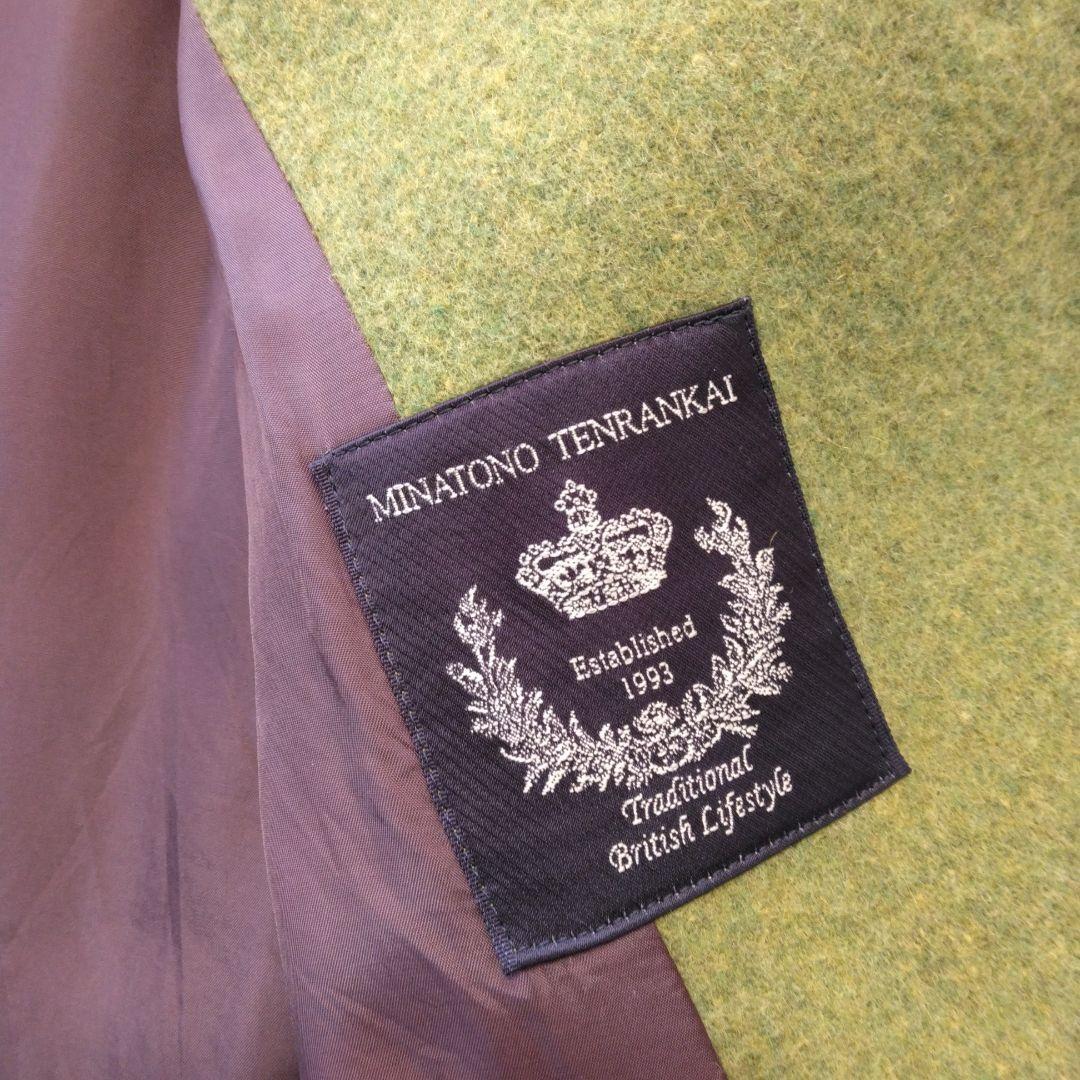 MINATONO TENRANKAI
Established
1993
Traditional
British Lifestyle